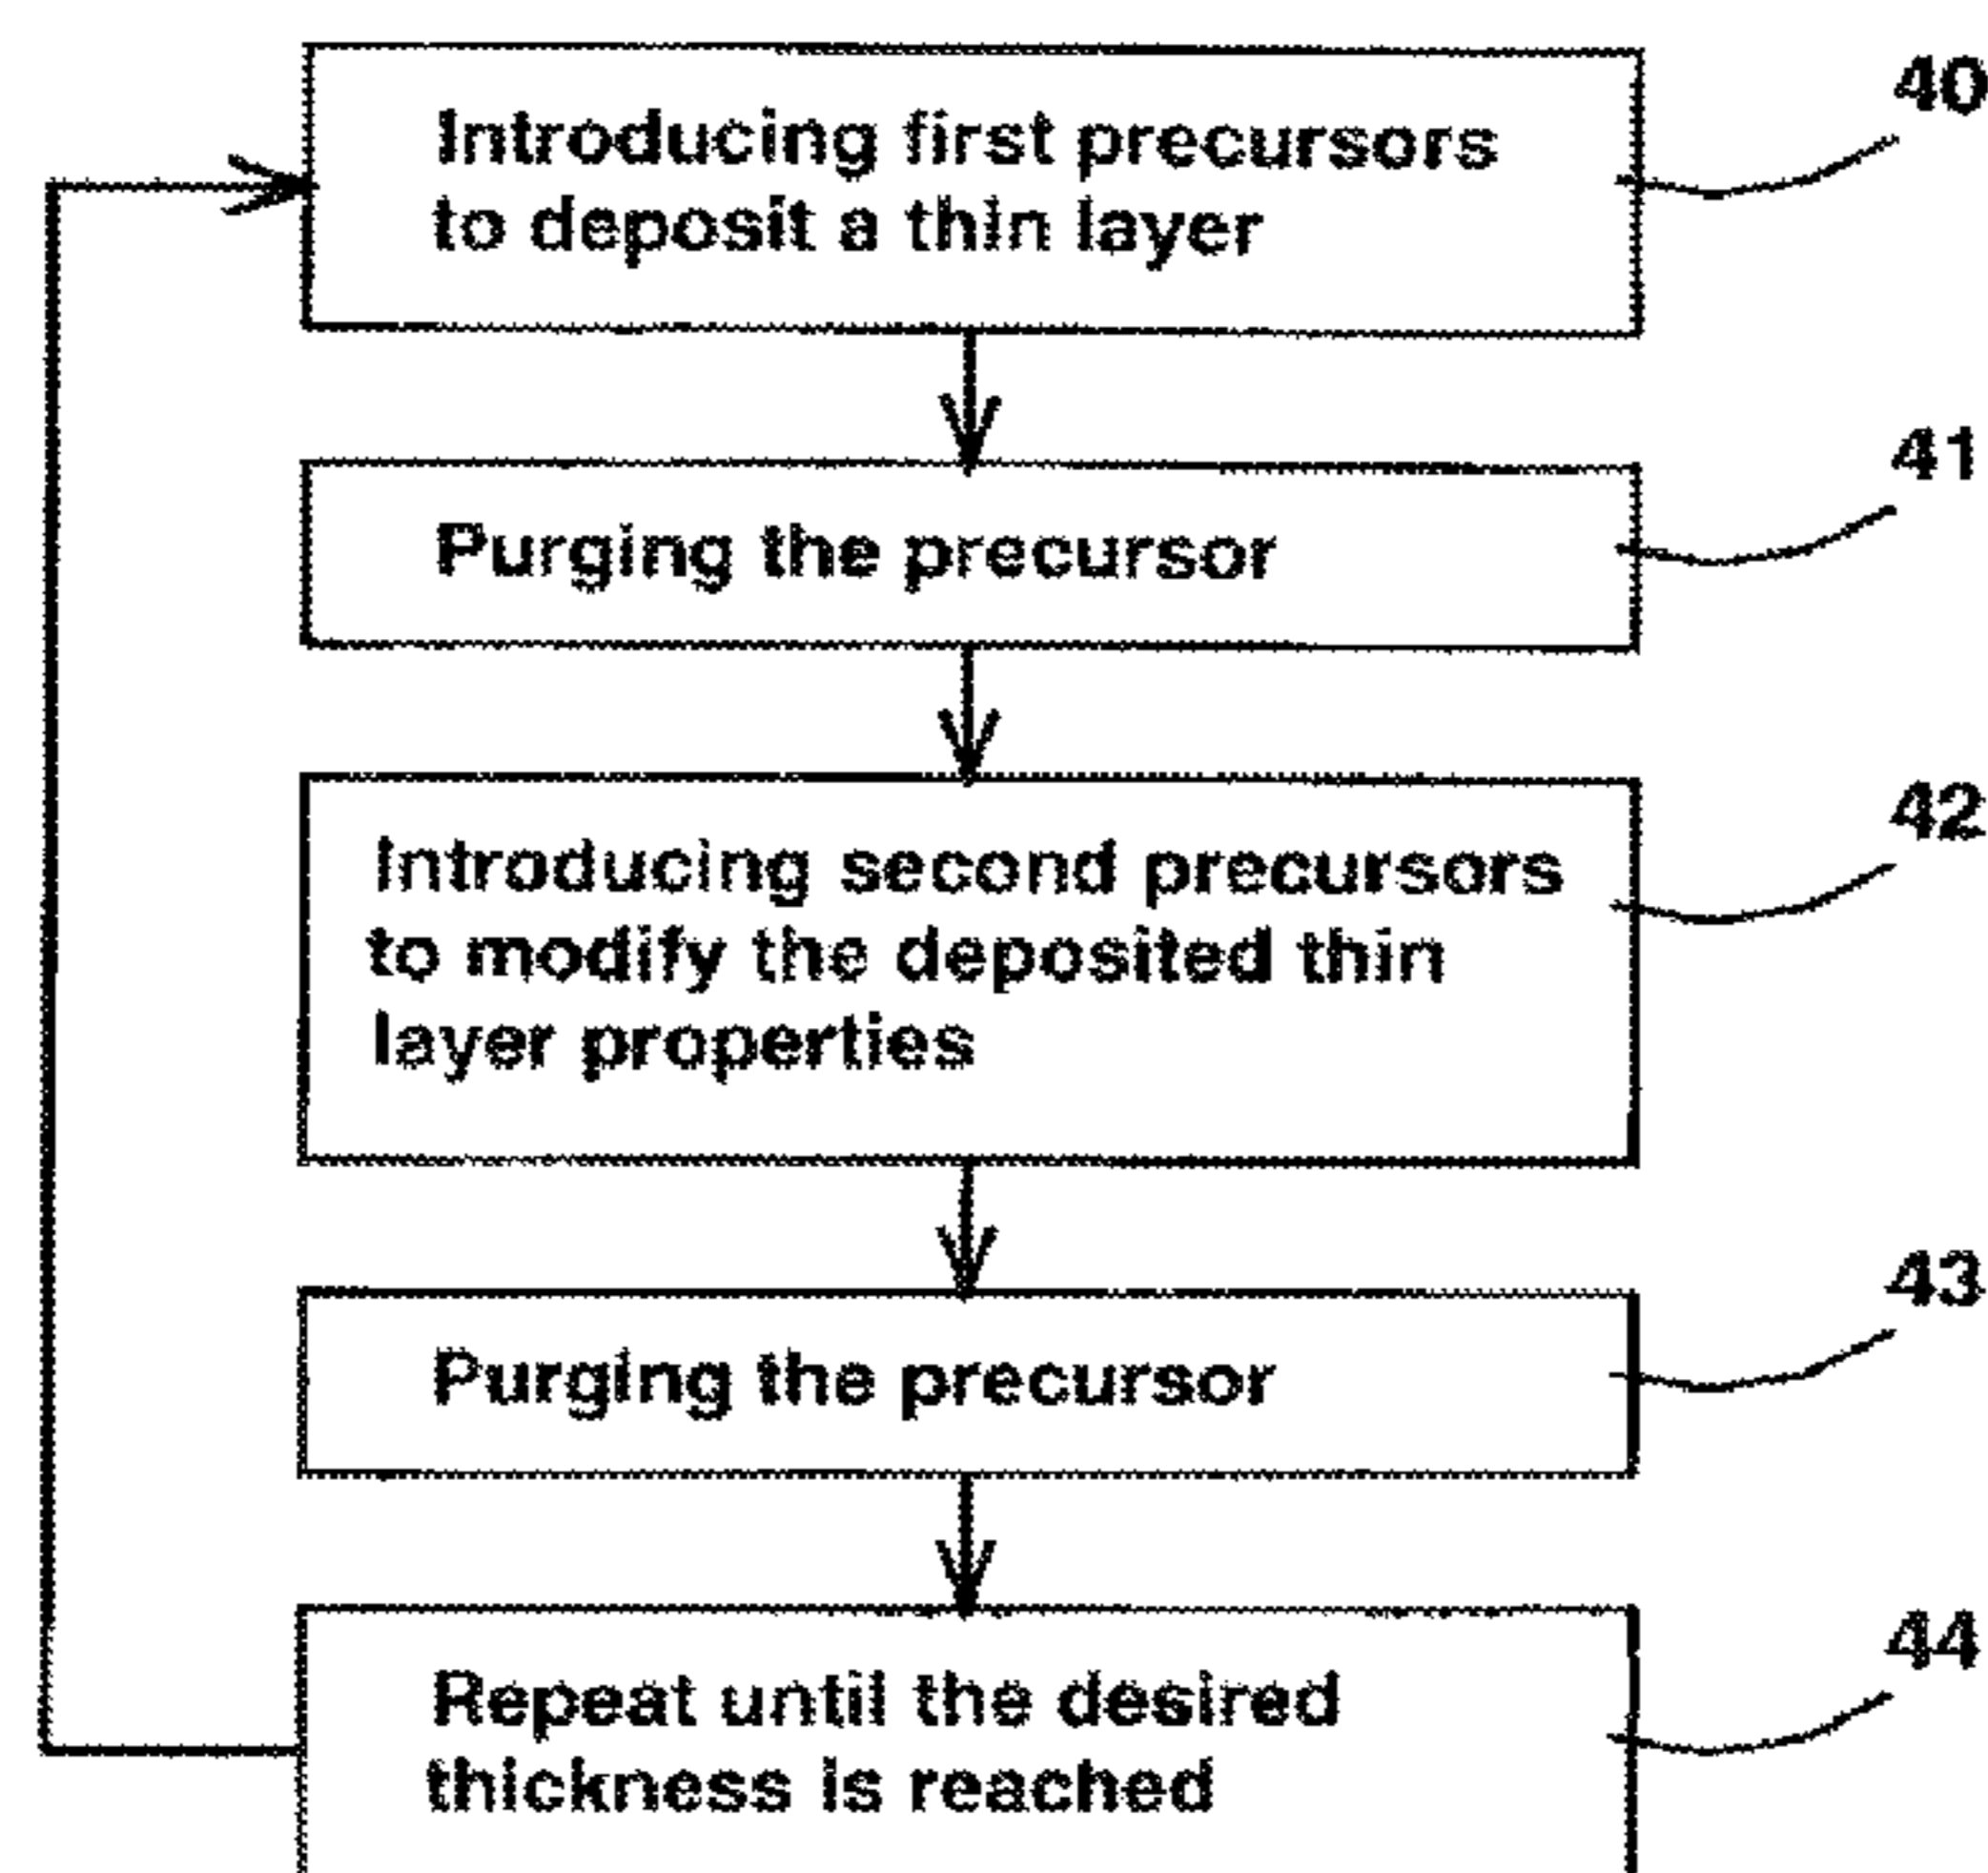 40
Introducing first precursors
to deposit a thin layer
41
Purging the precursor
42
Introducing second precursors
to modify the deposited thin
layer properties
43
Purging the precursor
44
Repeat until the desired
thickness is reached